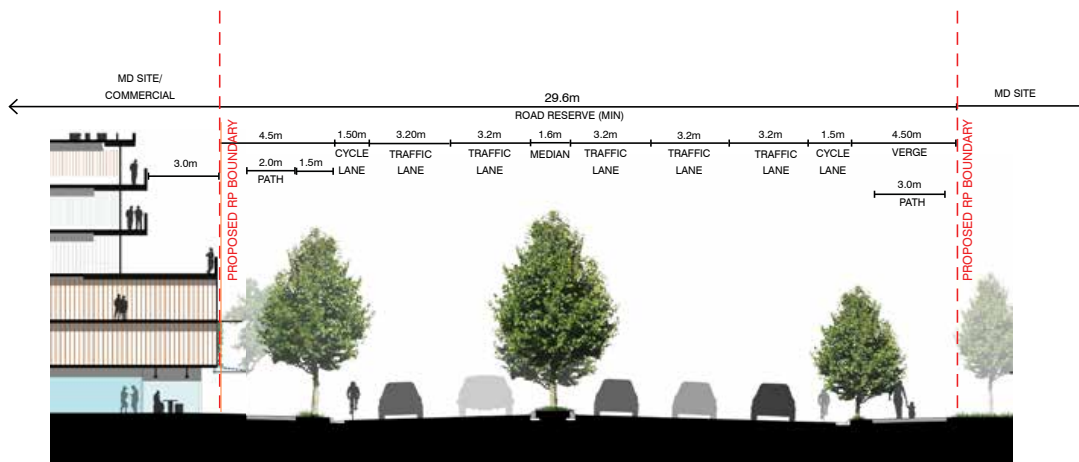 MD SITE/
COMMERCIAL
29.6m
ROAD RESERVE (MIN)
MD SITE
PROPOSED RP BOUNDARY
4.5m
1.50m
CYCLE
LANE
3.20m
TRAFFIC
LANE
3.2m
TRAFFIC
LANE
1.6m
MEDIAN
3.2m
TRAFFIC
LANE
3.2m
TRAFFIC
LANE
3.2m
TRAFFIC
LANE
1.5m
CYCLE
LANE
4.50m
VERGE
3.0m
2.0m
PATH
1.5m
3.0m
PATH
PROPOSED RP BOUNDARY